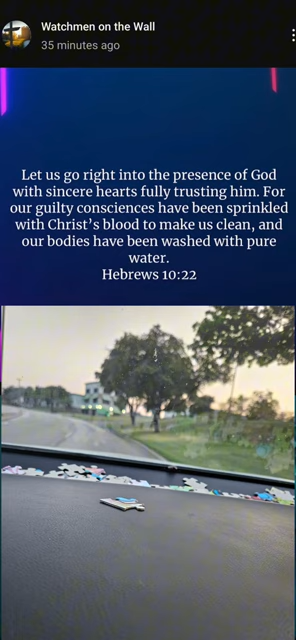 Watchmen on the Wall
35 minutes ago
Let us go right into the presence of God
with sincere hearts fully trusting him. For
our guilty consciences have been sprinkled
with Christ’s blood to make us clean, and
our bodies have been washed with pure
water.
Hebrews 10:22